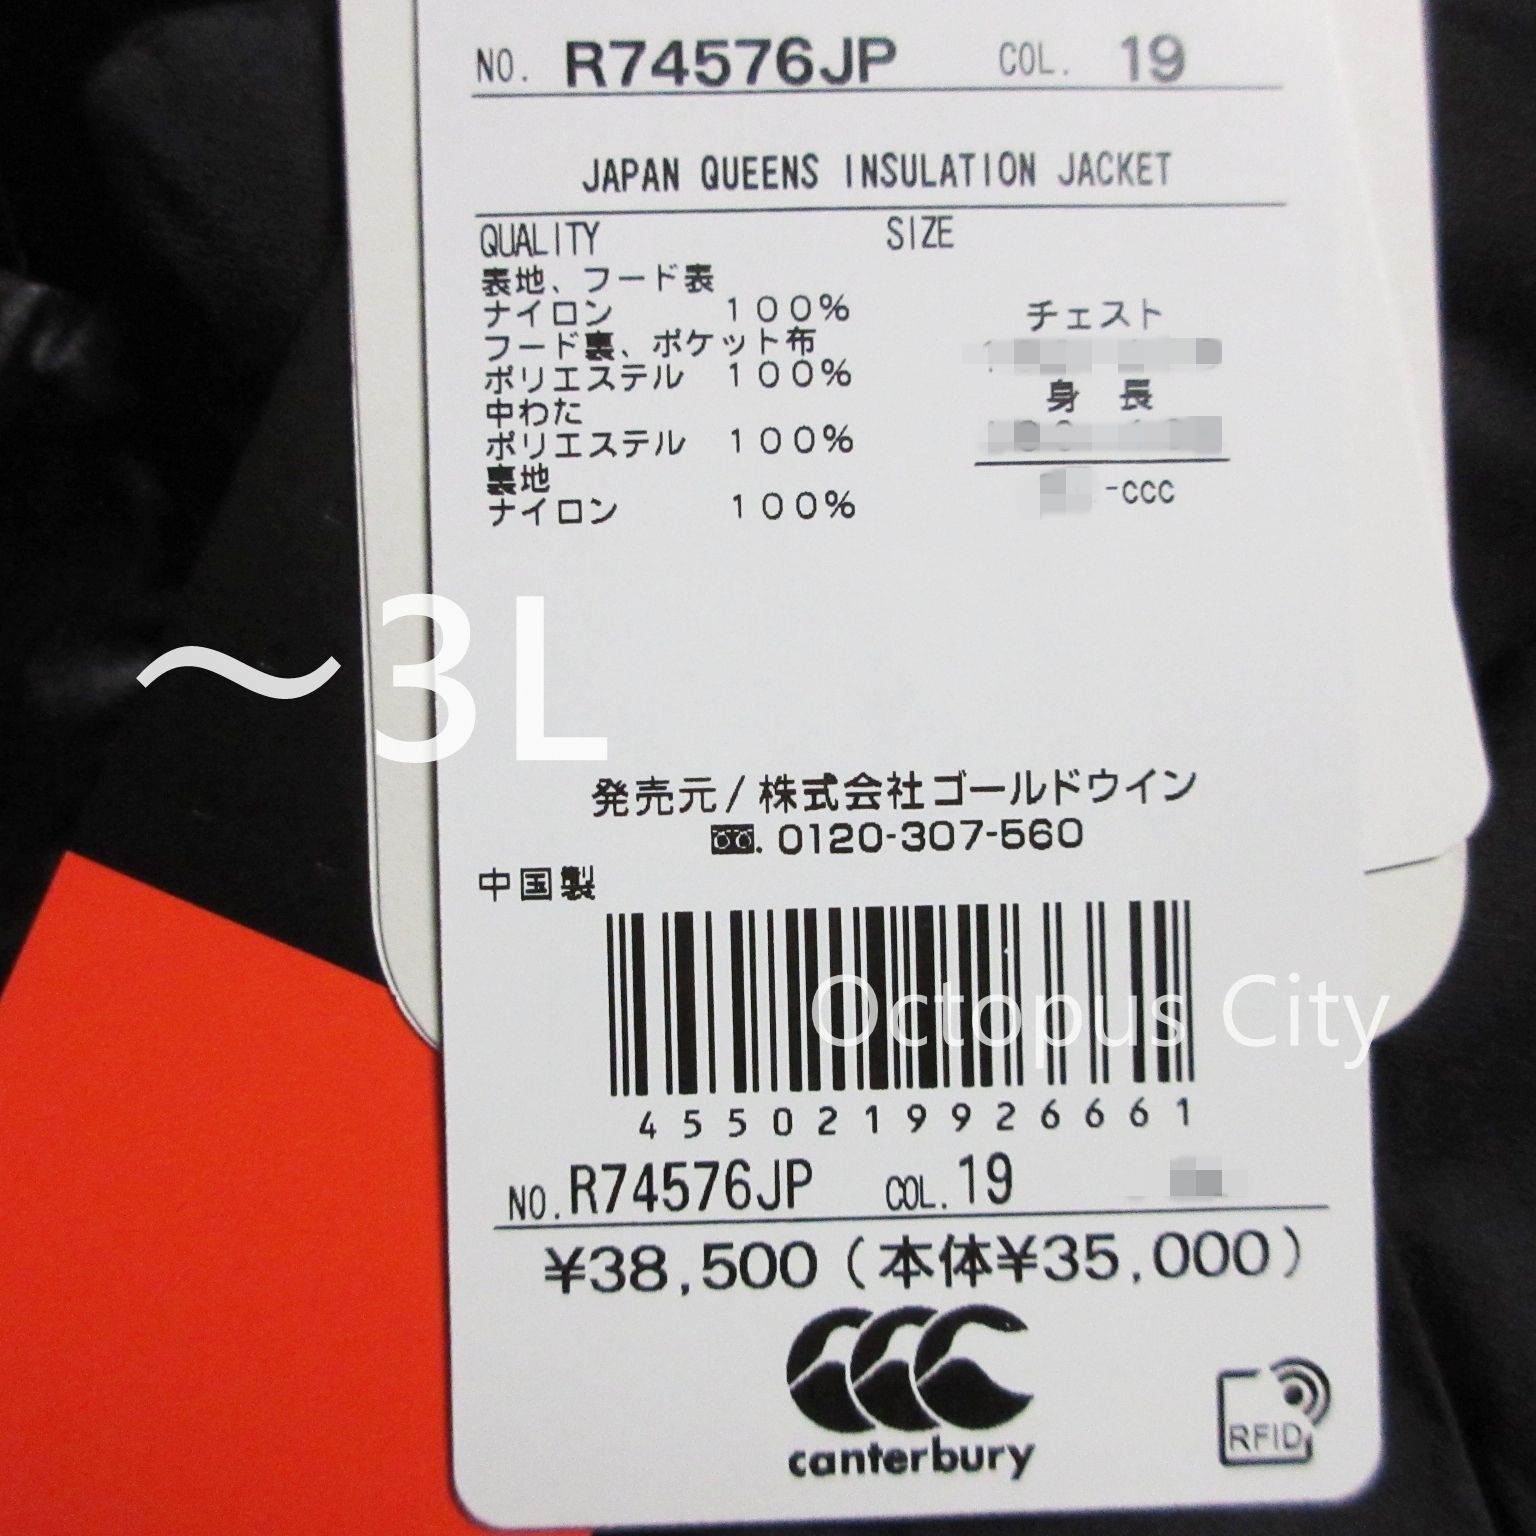 NO. R74576JP COL. 19
JAPAN QUEENS INSULATION JACKET
QUALITY SIZE
表地、フード表
ナイロン 100%
フード裏、ポケット布
ポリエステル 100%
中わた
ポリエステル 100%
裏地
ナイロン 100%
チェスト
身長
-CCC
〜3L
発売元/株式会社ゴールドウイン
. 0120-307-560
中国製
Octopus City
4550219926661
NO. R74576JP COL. 19
¥38,500(本体¥35,000)
canterbury
RFID